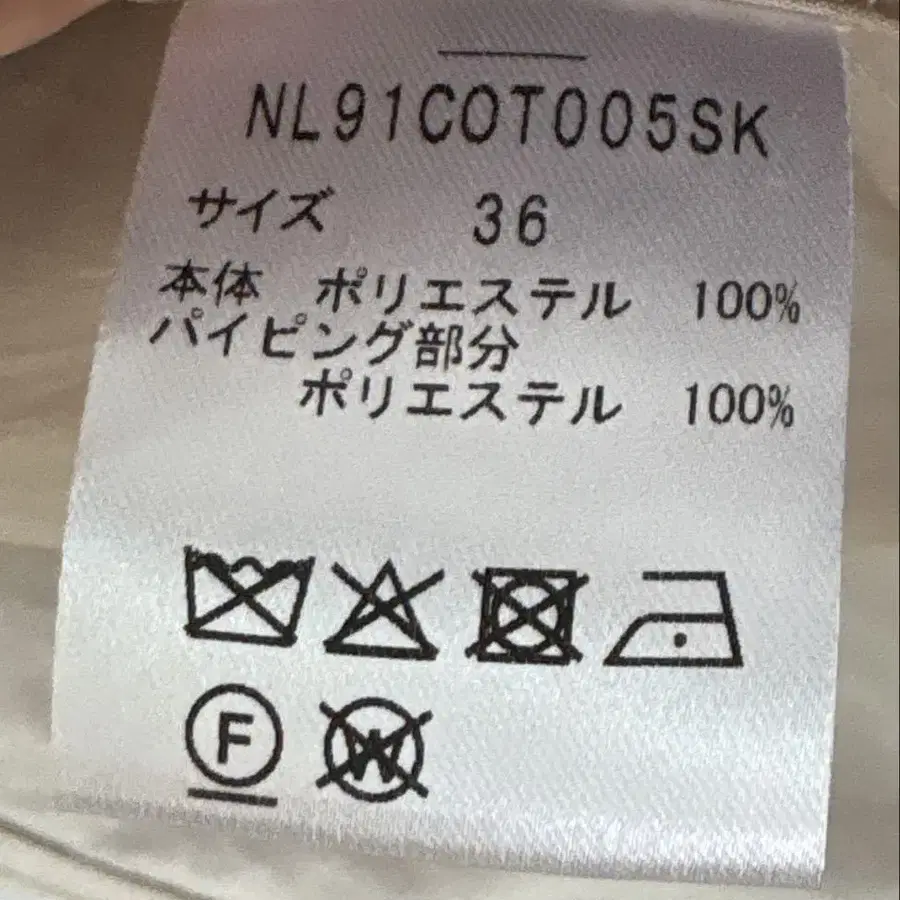 NL91COT005SK
サイズ 36
本体 ポリエステル 100%
パイピング部分
ポリエステル 100%
F
W